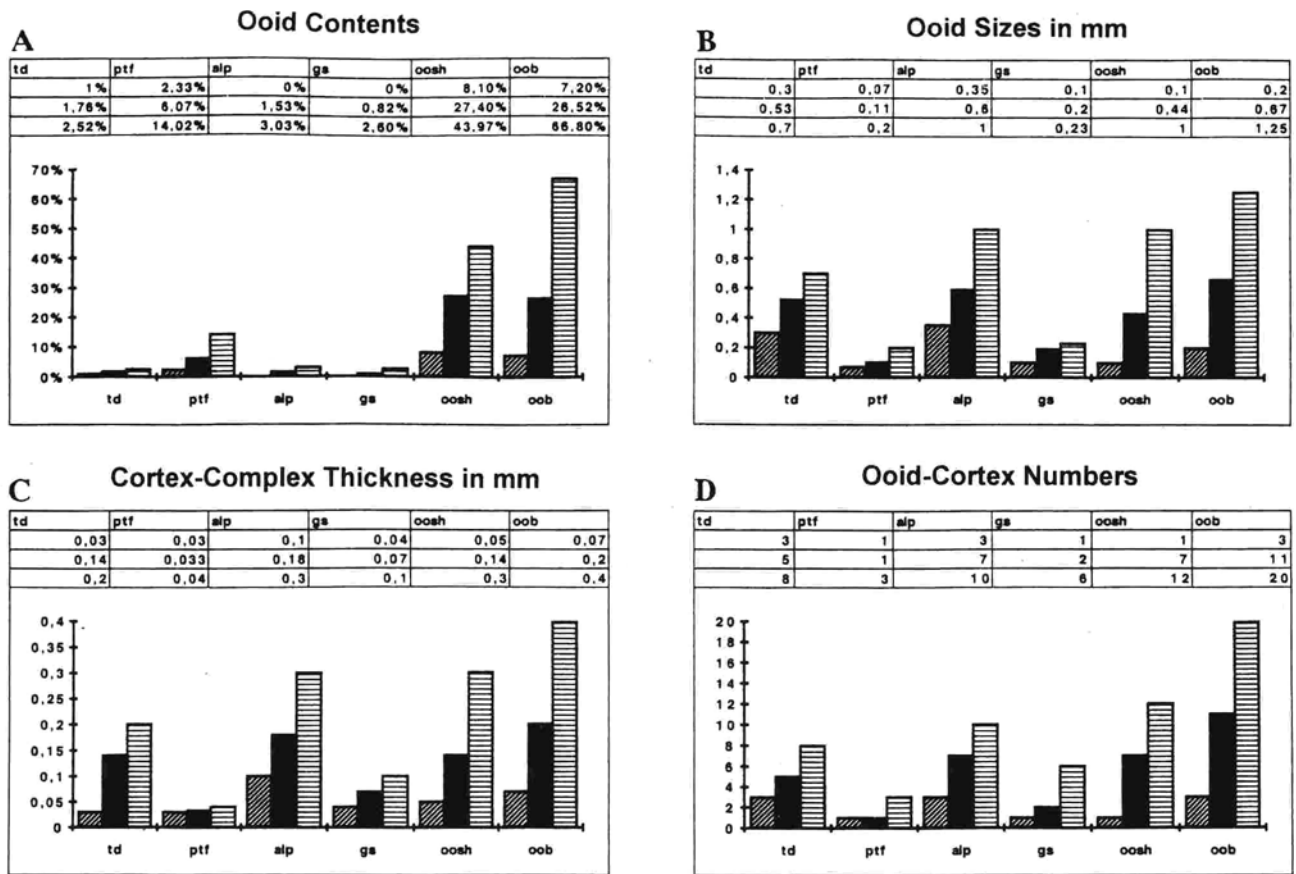 A Ooid Contents
td ptf alp gs oosh oob
1% 2,33% 0% 0% 8,10% 7,20%
1,76% 6,07% 1,53% 0,82% 27,40% 26,52%
2,52% 14,02% 3,03% 2,60% 43,97% 66,80%
70%
60%
50%
40%
30%
20%
10%
0%
td ptf alp gs oosh oob
B Ooid Sizes in mm
td ptf alp gs oosh oob
0.3 0,07 0,35 0,1 0,1 0,2
0,53 0,11 0,6 0,2 0,44 0,67
0,7 0,2 1 0,23 1 1,25
1,4
1,2
1
0,8
0,6
0,4
0,2
0
td ptf alp gs oosh oob
C Cortex-Complex Thickness in mm
td ptf alp gs oosh oob
0,03 0,03 0,1 0,04 0,05 0,07
0,14 0,033 0,18 0,07 0,14 0,2
0,2 0,04 0,3 0,1 0,3 0,4
0,4
0,35
0,3
0,25
0,2
0,15
0,1
0,05
0
td ptf alp gs oosh oob
D Ooid-Cortex Numbers
td ptf alp gs oosh oob
3 1 3 1 1 3
5 1 7 2 7 11
8 3 10 6 12 20
20
18
16
14
12
10
8
6
4
2
0
td ptf alp gs oosh oob